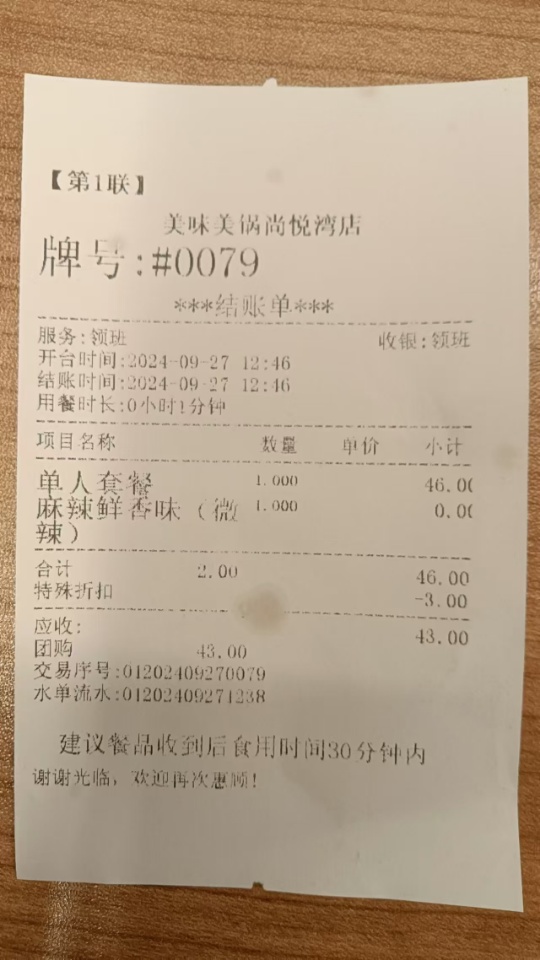 【第1联】
美味美锅尚悦湾店
牌号:#0079
***结账单***
服务:领班 收银:领班
开台时间:2024-09-27 12:46
结账时间:2024-09-27 12:46
用餐时长:0小时1分钟
项目名称 数量 单价 小计
单人套餐 1.000 46.00
麻辣鲜香味（微 1.000 0.00
辣）
合计 2.00 46.00
特殊折扣 -3.00
应收: 43.00
团购 43.00
交易序号:01202409270079
水单流水:01202409271238
建议餐品收到后食用时间30分钟内
谢谢光临，欢迎再次惠顾!